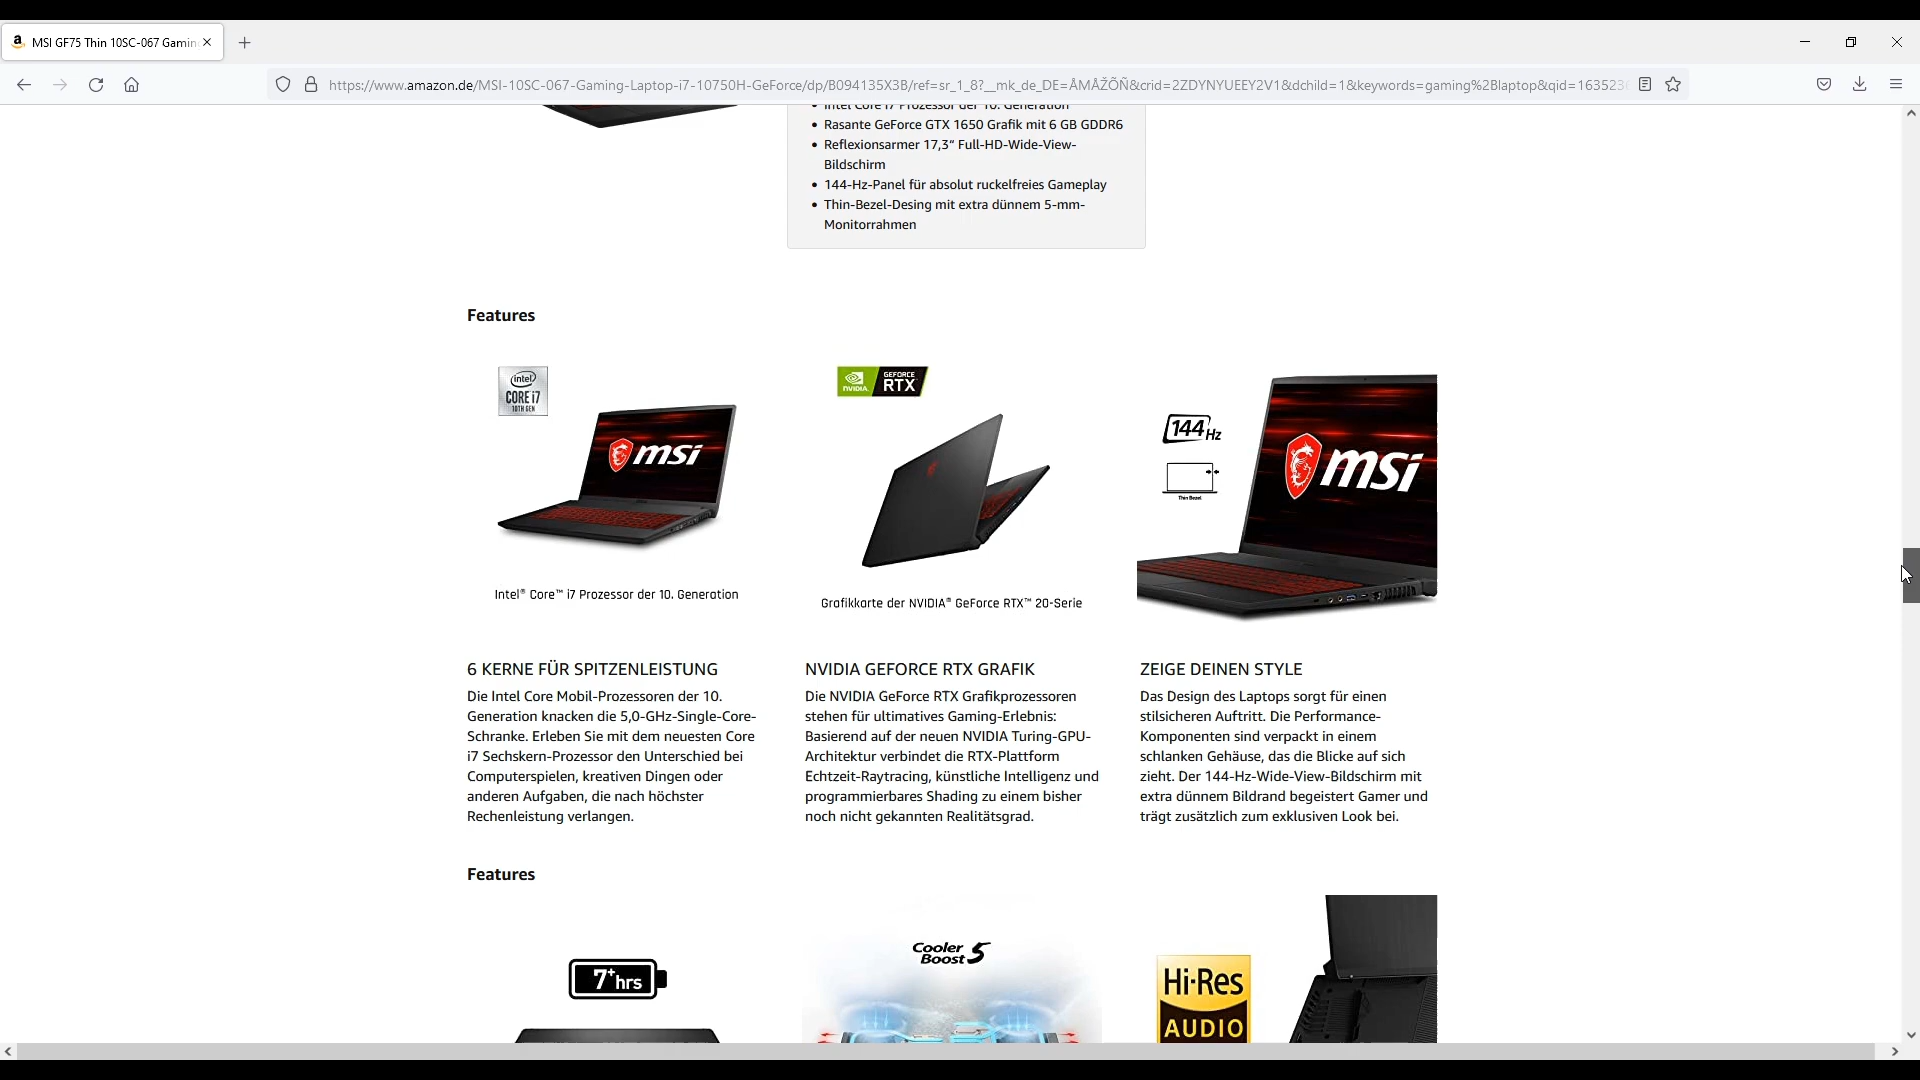 MSI GF75 Thin 10SC-067 Gamin
https://www.amazon.de/MSI-10SC-067-Gaming-Laptop-i7-10750H-GeForce/dp/B094135X3B/ref=sr_1_8?__mk_de_DE=ÅMÅŽÕÑ&crid=2ZDYNYUEEY2V1&dchild=1&keywords=gaming%2Blaptop&qid=163523
Intel Core i7 Prozessor der 10. Generation
Rasante GeForce GTX 1650 Grafik mit 6 GB GDDR6
Reflexionsarmer 17,3“ Full-HD-Wide-View-
Bildschirm
144-Hz-Panel für absolut ruckelfreies Gameplay
Thin-Bezel-Desing mit extra dünnem 5-mm-
Monitorrahmen
Features
intel
CORE i7
10TH GEN
msi
Intel® Core™ i7 Prozessor der 10. Generation
NVIDIA.
GEFORCE
RTX
Grafikkarte der NVIDIA® GeForce RTX™ 20-Serie
144Hz
Thin Bezel
msi
6 KERNE FÜR SPITZENLEISTUNG
Die Intel Core Mobil-Prozessoren der 10.
Generation knacken die 5,0-GHz-Single-Core-
Schranke. Erleben Sie mit dem neuesten Core
i7 Sechskern-Prozessor den Unterschied bei
Computerspielen, kreativen Dingen oder
anderen Aufgaben, die nach höchster
Rechenleistung verlangen.
NVIDIA GEFORCE RTX GRAFIK
Die NVIDIA GeForce RTX Grafikprozessoren
stehen für ultimatives Gaming-Erlebnis:
Basierend auf der neuen NVIDIA Turing-GPU-
Architektur verbindet die RTX-Plattform
Echtzeit-Raytracing, künstliche Intelligenz und
programmierbares Shading zu einem bisher
noch nicht gekannten Realitätsgrad.
ZEIGE DEINEN STYLE
Das Design des Laptops sorgt für einen
stilsicheren Auftritt. Die Performance-
Komponenten sind verpackt in einem
schlanken Gehäuse, das die Blicke auf sich
zieht. Der 144-Hz-Wide-View-Bildschirm mit
extra dünnem Bildrand begeistert Gamer und
trägt zusätzlich zum exklusiven Look bei.
Features
7+hrs
Cooler
Boost 5
Hi-Res
AUDIO